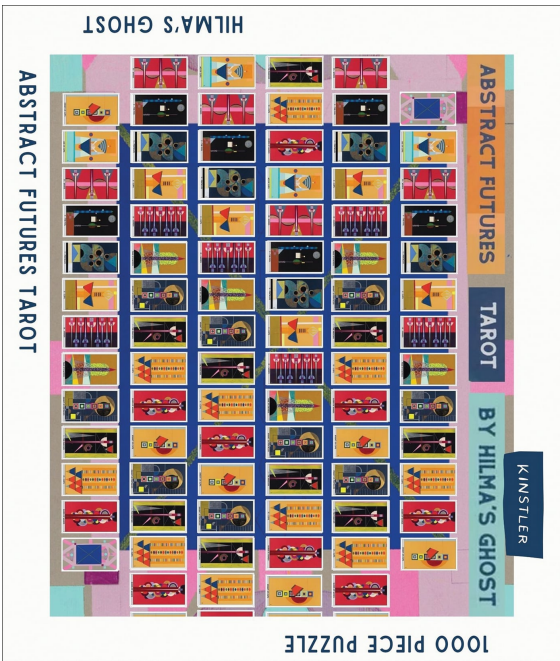 HILMA'S GHOST
ABSTRACT FUTURES TAROT
ABSTRACT FUTURES
TAROT
BY HILMA'S GHOST
KINSTLER
1000 PIECE PUZZLE